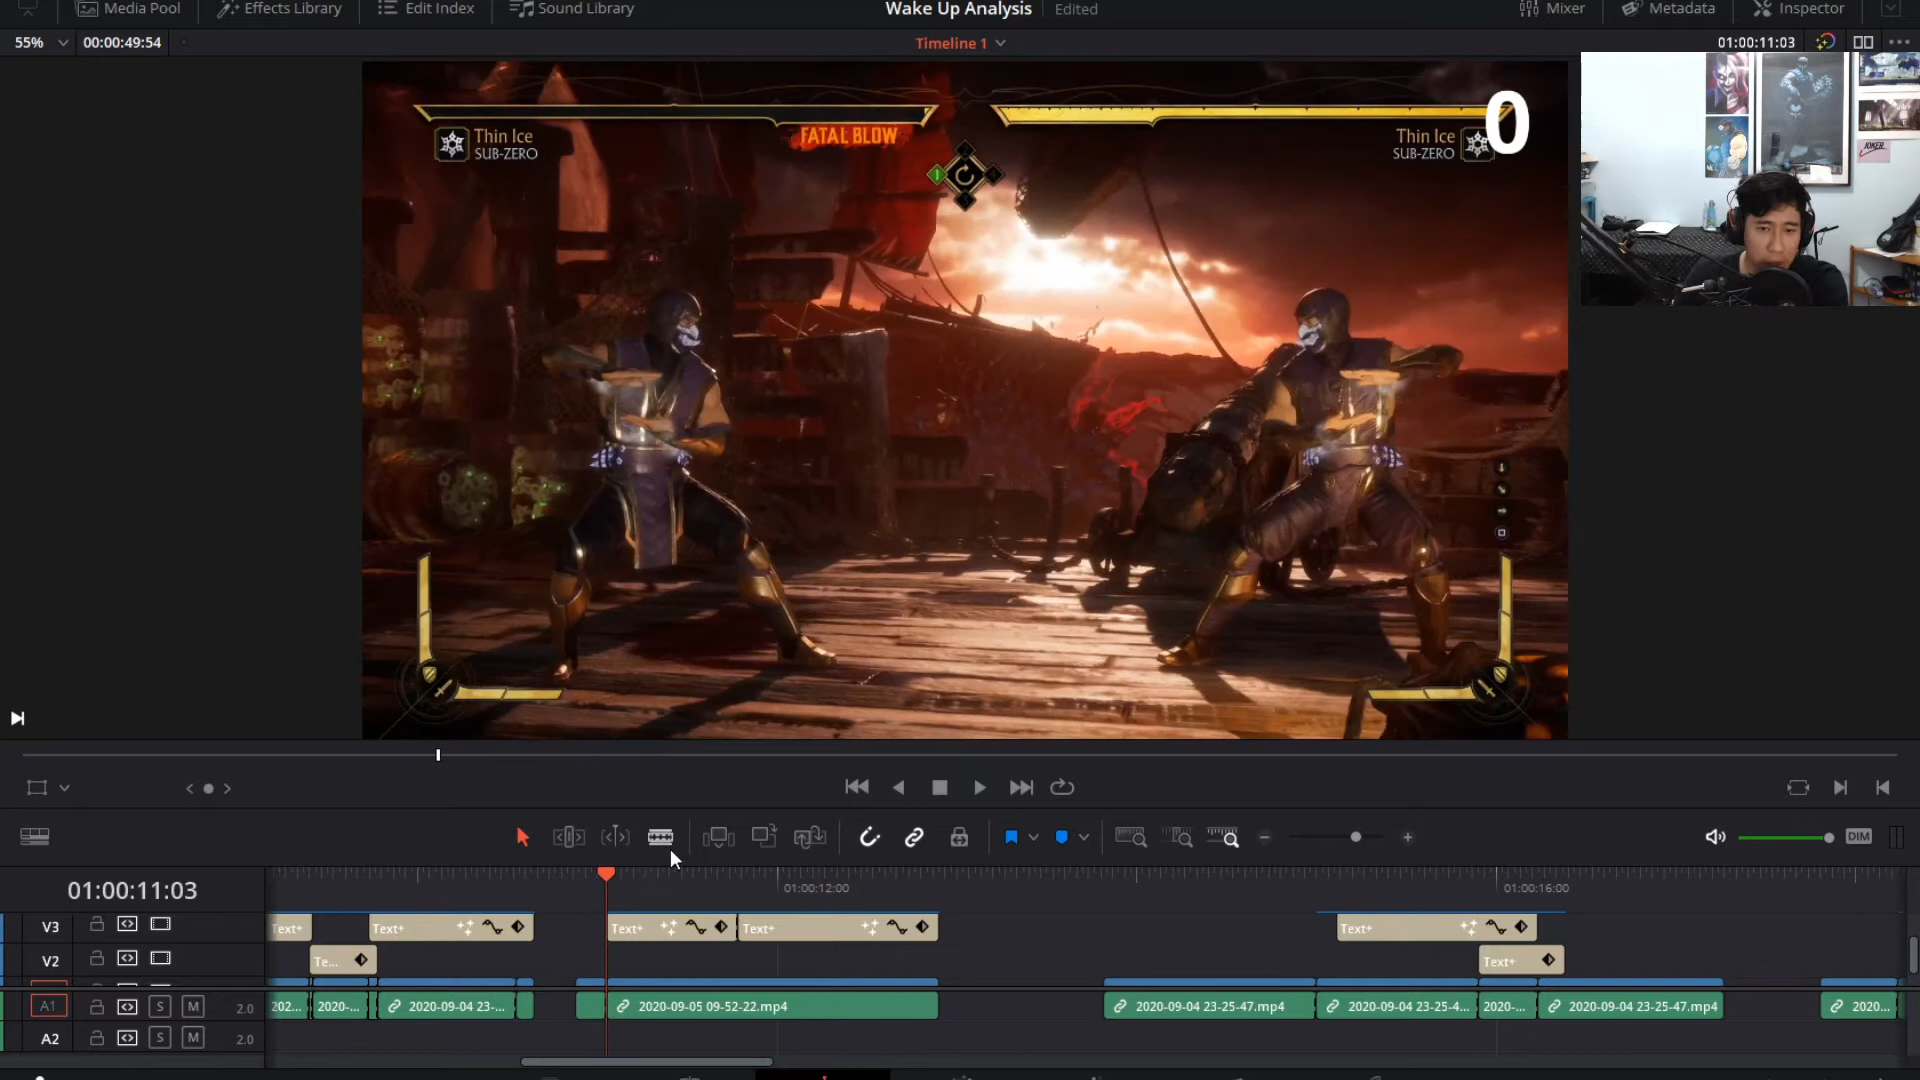 Media Pool
Effects Library
Edit Index
Sound Library
Wake Up Analysis
Edited
Mixer
Metadata
Inspector
55%
00:00:49:54
Timeline 1
01:00:11:03
Thin Ice
SUB-ZERO
FATAL BLOW
Thin Ice
SUB-ZERO
0
JOKER
DIM
01:00:11:03
01:00:12:00
01:00:16:00
V3
Text+
Text+
Text+
Text+
Text+
V2
Te...
Text+
A1
S
M
2.0
202...
2020-...
2020-09-04 23-...
2020-09-05 09-52-22.mp4
2020-09-04 23-25-47.mp4
2020-09-04 23-25-4...
2020-...
2020-09-04 23-25-47.mp4
2020...
A2
S
M
2.0